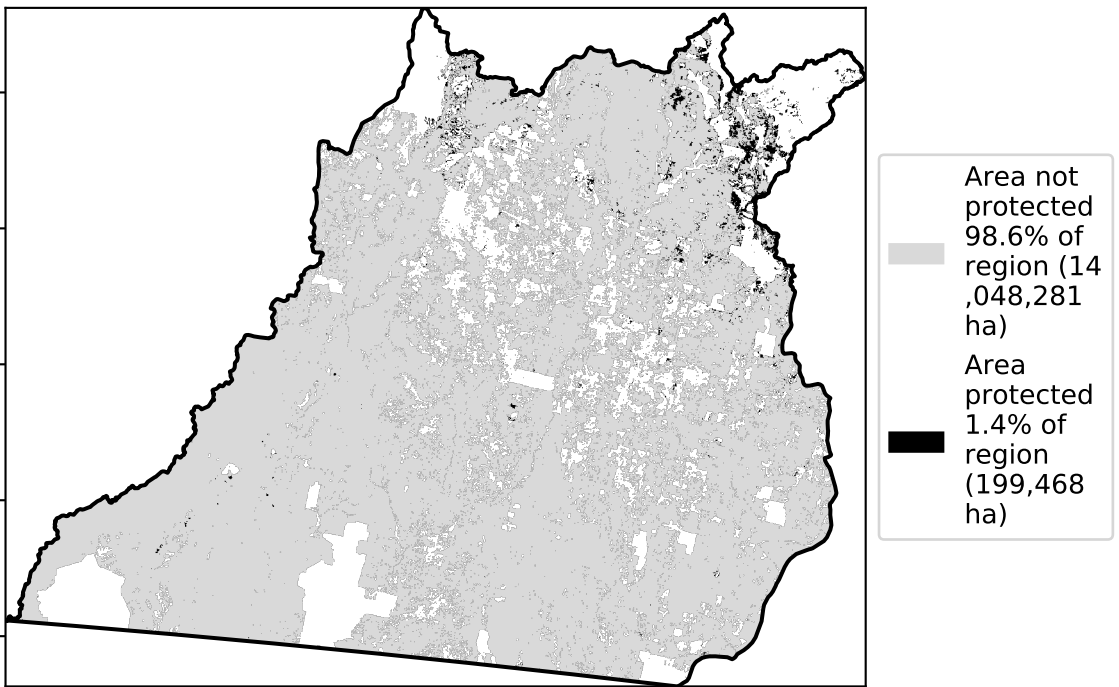 Area not
protected
98.6% of
region (14
,048,281
ha)
Area
protected
1.4% of
region
(199,468
ha)